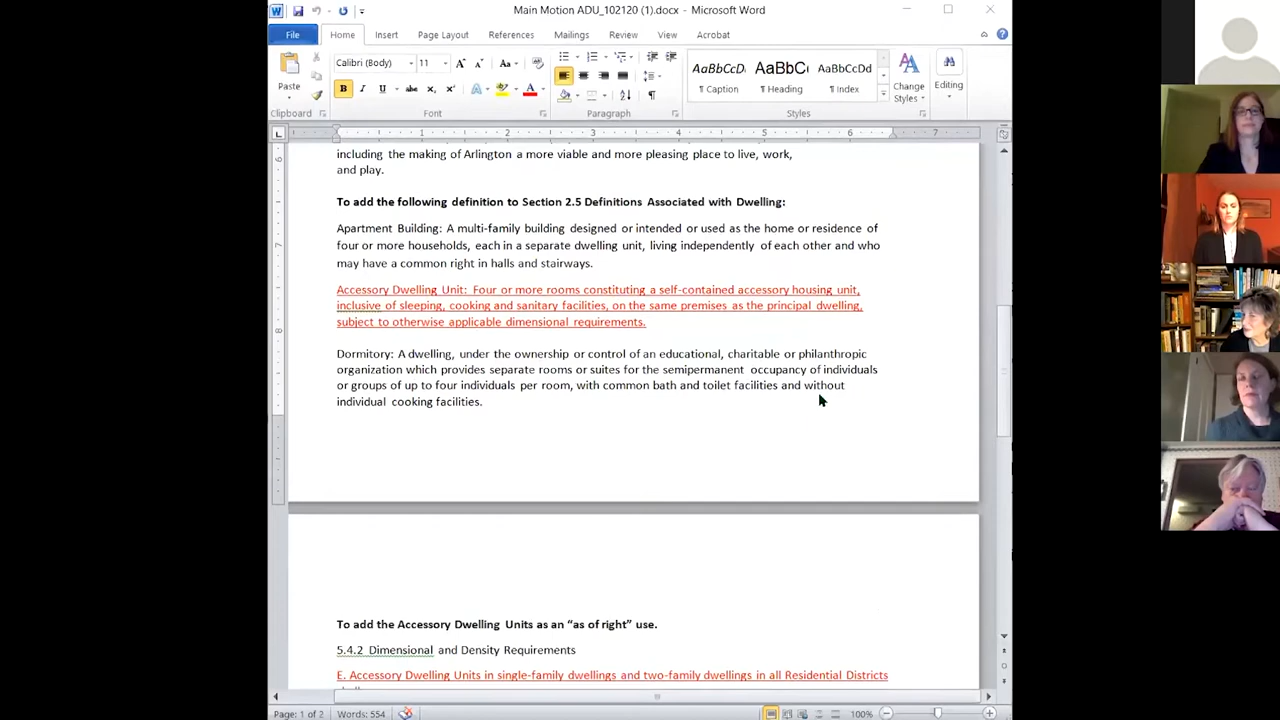 Main Motion ADU_102120 (1).docx - Microsoft Word
File Home Insert Page Layout References Mailings Review View Acrobat
Calibri (Body) 11
AaBbCcD AaBbC AaBbCcDd
Paste Change Styles Editing
¶ Caption ¶ Heading ¶ Index
Clipboard Font Paragraph Styles
1 2 3 4 5 6 7
including the making of Arlington a more viable and more pleasing place to live, work,
and play.
To add the following definition to Section 2.5 Definitions Associated with Dwelling:
Apartment Building: A multi-family building designed or intended or used as the home or residence of
four or more households, each in a separate dwelling unit, living independently of each other and who
may have a common right in halls and stairways.
Accessory Dwelling Unit: Four or more rooms constituting a self-contained accessory housing unit,
inclusive of sleeping, cooking and sanitary facilities, on the same premises as the principal dwelling,
subject to otherwise applicable dimensional requirements.
Dormitory: A dwelling, under the ownership or control of an educational, charitable or philanthropic
organization which provides separate rooms or suites for the semipermanent occupancy of individuals
or groups of up to four individuals per room, with common bath and toilet facilities and without
individual cooking facilities.
To add the Accessory Dwelling Units as an “as of right” use.
5.4.2 Dimensional and Density Requirements
E. Accessory Dwelling Units in single-family dwellings and two-family dwellings in all Residential Districts
Page: 1 of 2 Words: 554 100%